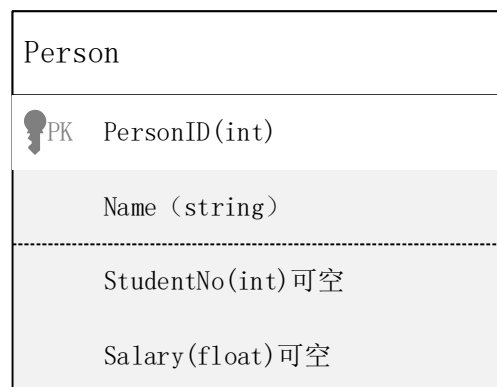 Person
PK PersonID(int)
Name（string）
StudentNo(int)可空
Salary(float)可空